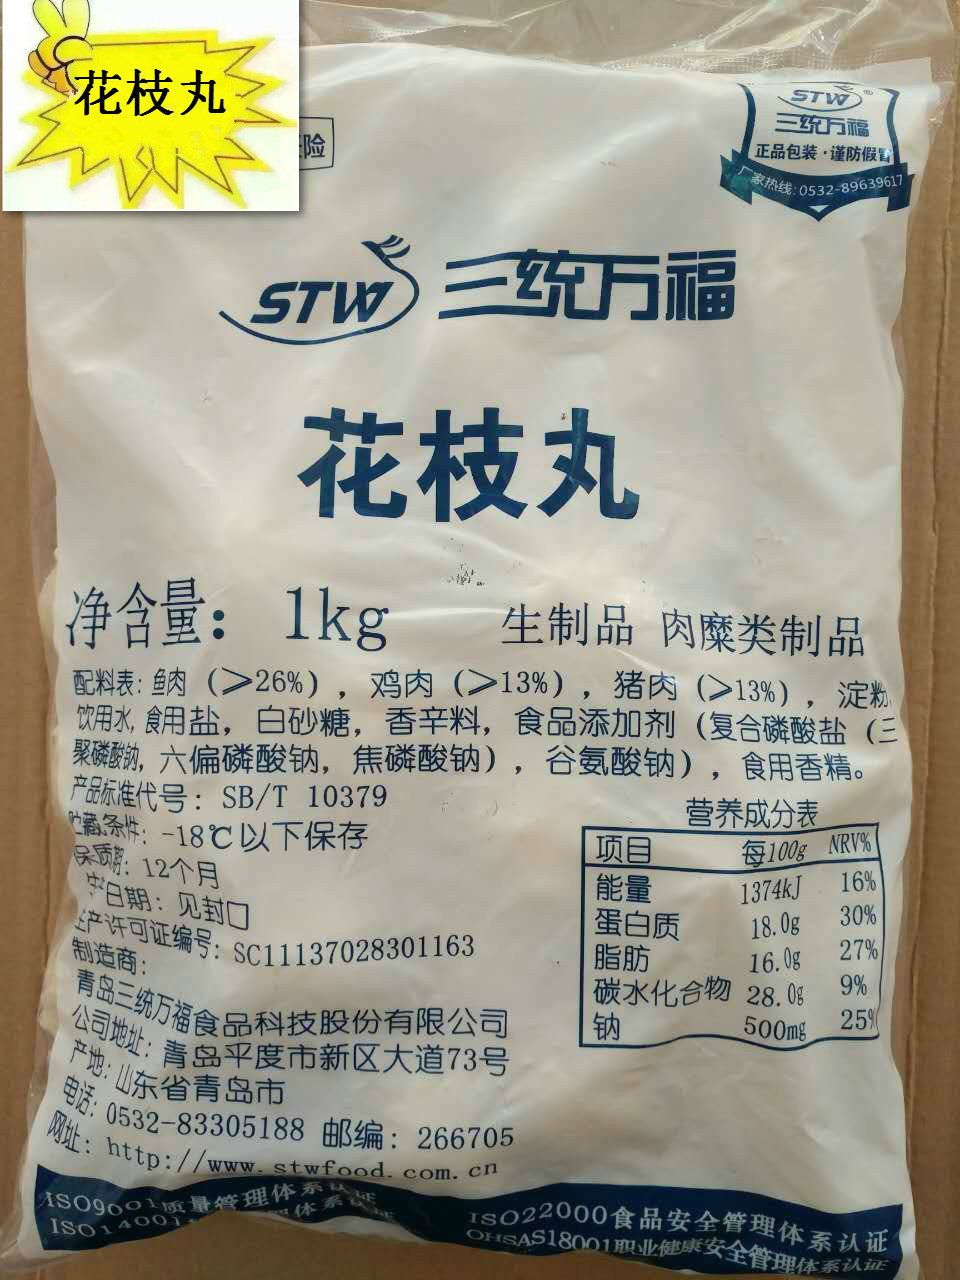 花枝丸
险
STW
三统万福
正品包装·谨防假冒
厂家热线:0532-89639617
STW 三统万福
花枝丸
净含量: 1kg 生制品 肉糜类制品
配料表: 鱼肉 (≥26%) , 鸡肉 (≥13%) , 猪肉 (≥13%) , 淀粉,
饮用水, 食用盐, 白砂糖, 香辛料, 食品添加剂 (复合磷酸盐 (三
聚磷酸钠, 六偏磷酸钠, 焦磷酸钠) , 谷氨酸钠) , 食用香精。
产品标准代号: SB/T 10379
贮藏条件: -18℃以下保存
保质期: 12个月
日期: 见封口
生产许可证编号: SC11137028301163
制造商:
青岛三统万福食品科技股份有限公司
公司地址: 青岛平度市新区大道73号
产地: 山东省青岛市
电话: 0532-83305188 邮编: 266705
网址: http://www.stwfood.com.cn
营养成分表
项目 每100g NRV%
能量 1374kJ 16%
蛋白质 18.0g 30%
脂肪 16.0g 27%
碳水化合物 28.0g 9%
钠 500mg 25%
ISO9001质量管理体系认证
ISO14001 管理体系认证
ISO22000食品安全管理体系认证
OHSAS18001职业健康安全管理体系认证